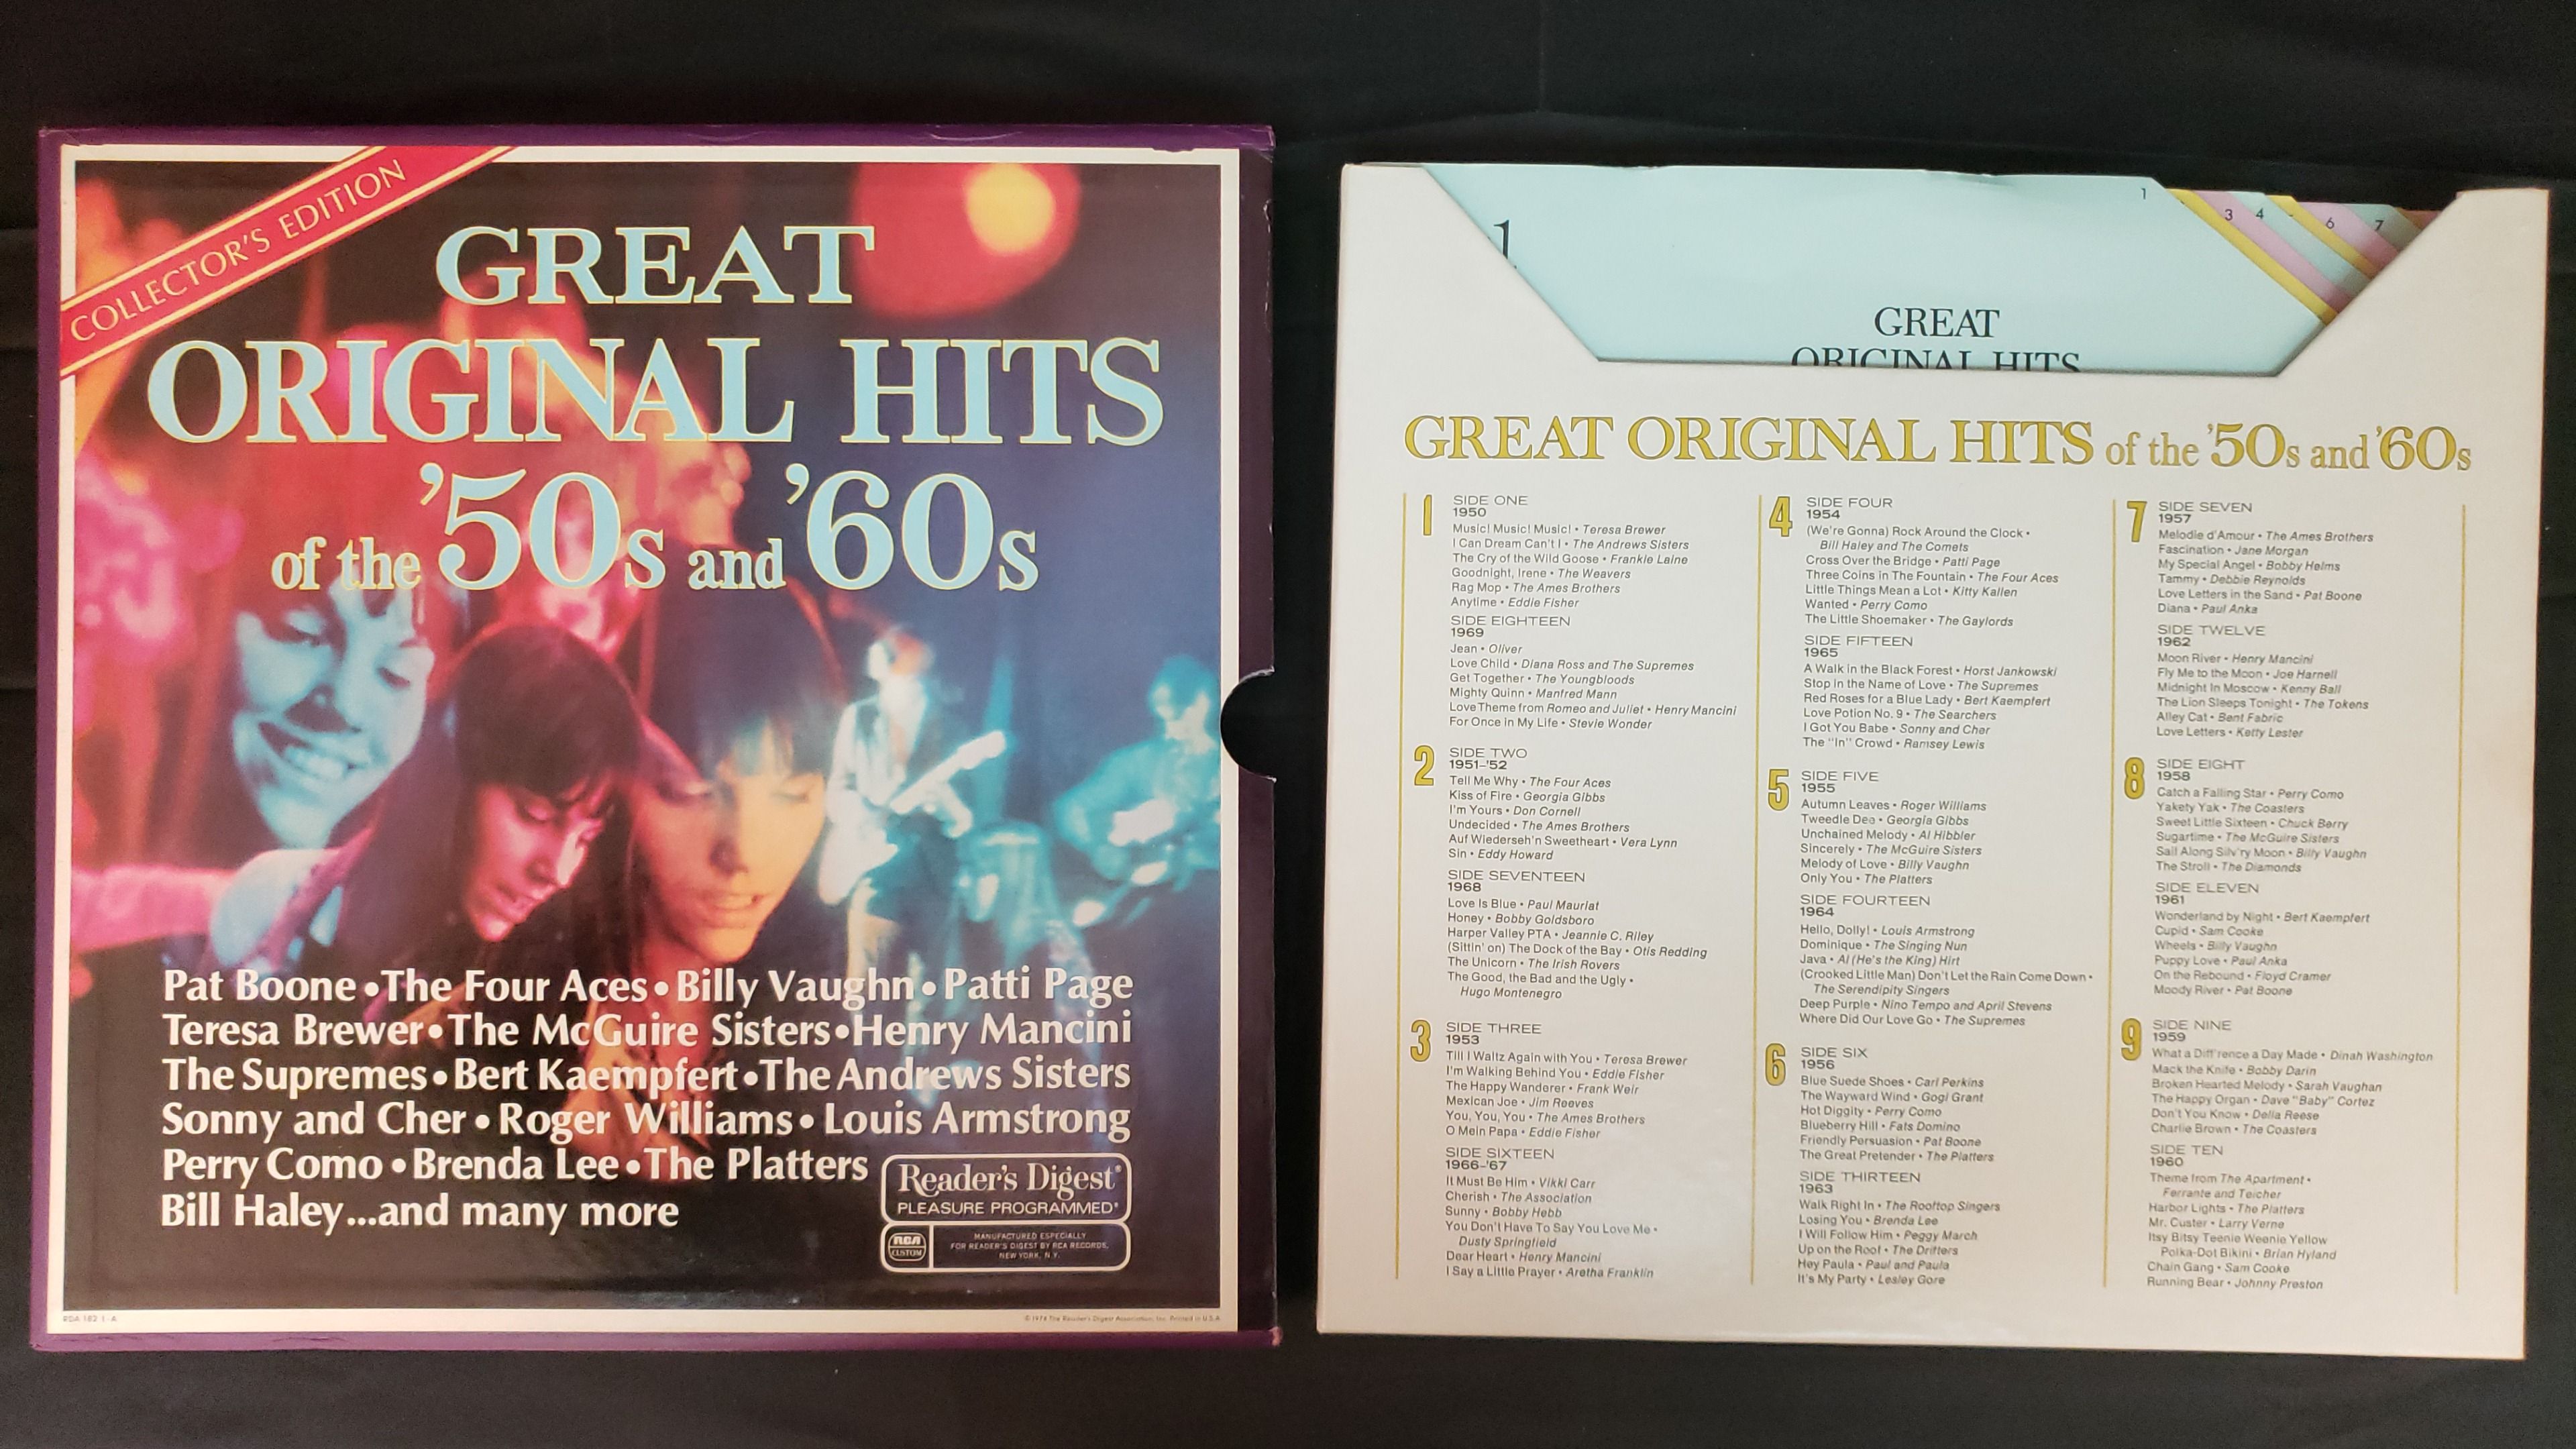 COLLECTOR'S EDITION
GREAT
ORIGINAL HITS
of the '50s and '60s
Pat Boone • The Four Aces • Billy Vaughn • Patti Page
Teresa Brewer • The McGuire Sisters • Henry Mancini
The Supremes • Bert Kaempfert • The Andrews Sisters
Sonny and Cher • Roger Williams • Louis Armstrong
Perry Como • Brenda Lee • The Platters
Bill Haley...and many more
Reader's Digest®
PLEASURE PROGRAMMED®
RCA
CUSTOM
MANUFACTURED ESPECIALLY
FOR READER'S DIGEST BY RCA RECORDS,
NEW YORK, N.Y.
RDA 182 1-A
© 1974 The Reader's Digest Association, Inc. Printed in U.S.A.
1
1
3
4
6
7
GREAT
ORIGINAL HITS
GREAT ORIGINAL HITS of the '50s and '60s
1
SIDE ONE
1950
Music! Music! Music! • Teresa Brewer
I Can Dream Can't I • The Andrews Sisters
The Cry of the Wild Goose • Frankie Laine
Goodnight, Irene • The Weavers
Rag Mop • The Ames Brothers
Anytime • Eddie Fisher
SIDE EIGHTEEN
1969
Jean • Oliver
Love Child • Diana Ross and The Supremes
Get Together • The Youngbloods
Mighty Quinn • Manfred Mann
Love Theme from Romeo and Juliet • Henry Mancini
For Once in My Life • Stevie Wonder
2
SIDE TWO
1951-'52
Tell Me Why • The Four Aces
Kiss of Fire • Georgia Gibbs
I'm Yours • Don Cornell
Undecided • The Ames Brothers
Auf Wiederseh'n Sweetheart • Vera Lynn
Sin • Eddy Howard
SIDE SEVENTEEN
1968
Love Is Blue • Paul Mauriat
Honey • Bobby Goldsboro
Harper Valley PTA • Jeannie C. Riley
(Sittin' on) The Dock of the Bay • Otis Redding
The Unicorn • The Irish Rovers
The Good, the Bad and the Ugly •
Hugo Montenegro
3
SIDE THREE
1953
Till I Waltz Again with You • Teresa Brewer
I'm Walking Behind You • Eddie Fisher
The Happy Wanderer • Frank Weir
Mexican Joe • Jim Reeves
You, You, You • The Ames Brothers
O Mein Papa • Eddie Fisher
SIDE SIXTEEN
1966-'67
It Must Be Him • Vikki Carr
Cherish • The Association
Sunny • Bobby Hebb
You Don't Have To Say You Love Me •
Dusty Springfield
Dear Heart • Henry Mancini
I Say a Little Prayer • Aretha Franklin
4
SIDE FOUR
1954
(We're Gonna) Rock Around the Clock •
Bill Haley and The Comets
Cross Over the Bridge • Patti Page
Three Coins in The Fountain • The Four Aces
Little Things Mean a Lot • Kitty Kallen
Wanted • Perry Como
The Little Shoemaker • The Gaylords
SIDE FIFTEEN
1965
A Walk in the Black Forest • Horst Jankowski
Stop in the Name of Love • The Supremes
Red Roses for a Blue Lady • Bert Kaempfert
Love Potion No. 9 • The Searchers
I Got You Babe • Sonny and Cher
The "In" Crowd • Ramsey Lewis
5
SIDE FIVE
1955
Autumn Leaves • Roger Williams
Tweedle Dee • Georgia Gibbs
Unchained Melody • Al Hibbler
Sincerely • The McGuire Sisters
Melody of Love • Billy Vaughn
Only You • The Platters
SIDE FOURTEEN
1964
Hello, Dolly! • Louis Armstrong
Dominique • The Singing Nun
Java • Al (He's the King) Hirt
(Crooked Little Man) Don't Let the Rain Come Down •
The Serendipity Singers
Deep Purple • Nino Tempo and April Stevens
Where Did Our Love Go • The Supremes
6
SIDE SIX
1956
Blue Suede Shoes • Carl Perkins
The Wayward Wind • Gogi Grant
Hot Diggity • Perry Como
Blueberry Hill • Fats Domino
Friendly Persuasion • Pat Boone
The Great Pretender • The Platters
SIDE THIRTEEN
1963
Walk Right In • The Rooftop Singers
Losing You • Brenda Lee
I Will Follow Him • Peggy March
Up on the Roof • The Drifters
Hey Paula • Paul and Paula
It's My Party • Lesley Gore
7
SIDE SEVEN
1957
Melodie d'Amour • The Ames Brothers
Fascination • Jane Morgan
My Special Angel • Bobby Helms
Tammy • Debbie Reynolds
Love Letters in the Sand • Pat Boone
Diana • Paul Anka
SIDE TWELVE
1962
Moon River • Henry Mancini
Fly Me to the Moon • Joe Harnell
Midnight In Moscow • Kenny Ball
The Lion Sleeps Tonight • The Tokens
Alley Cat • Bent Fabric
Love Letters • Ketty Lester
8
SIDE EIGHT
1958
Catch a Falling Star • Perry Como
Yakety Yak • The Coasters
Sweet Little Sixteen • Chuck Berry
Sugartime • The McGuire Sisters
Sail Along Silv'ry Moon • Billy Vaughn
The Stroll • The Diamonds
SIDE ELEVEN
1961
Wonderland by Night • Bert Kaempfert
Cupid • Sam Cooke
Wheels • Billy Vaughn
Puppy Love • Paul Anka
On the Rebound • Floyd Cramer
Moody River • Pat Boone
9
SIDE NINE
1959
What a Diff'rence a Day Made • Dinah Washington
Mack the Knife • Bobby Darin
Broken Hearted Melody • Sarah Vaughan
The Happy Organ • Dave "Baby" Cortez
Don't You Know • Della Reese
Charlie Brown • The Coasters
SIDE TEN
1960
Theme from The Apartment •
Ferrante and Teicher
Harbor Lights • The Platters
Mr. Custer • Larry Verne
Itsy Bitsy Teenie Weenie Yellow
Polka-Dot Bikini • Brian Hyland
Chain Gang • Sam Cooke
Running Bear • Johnny Preston